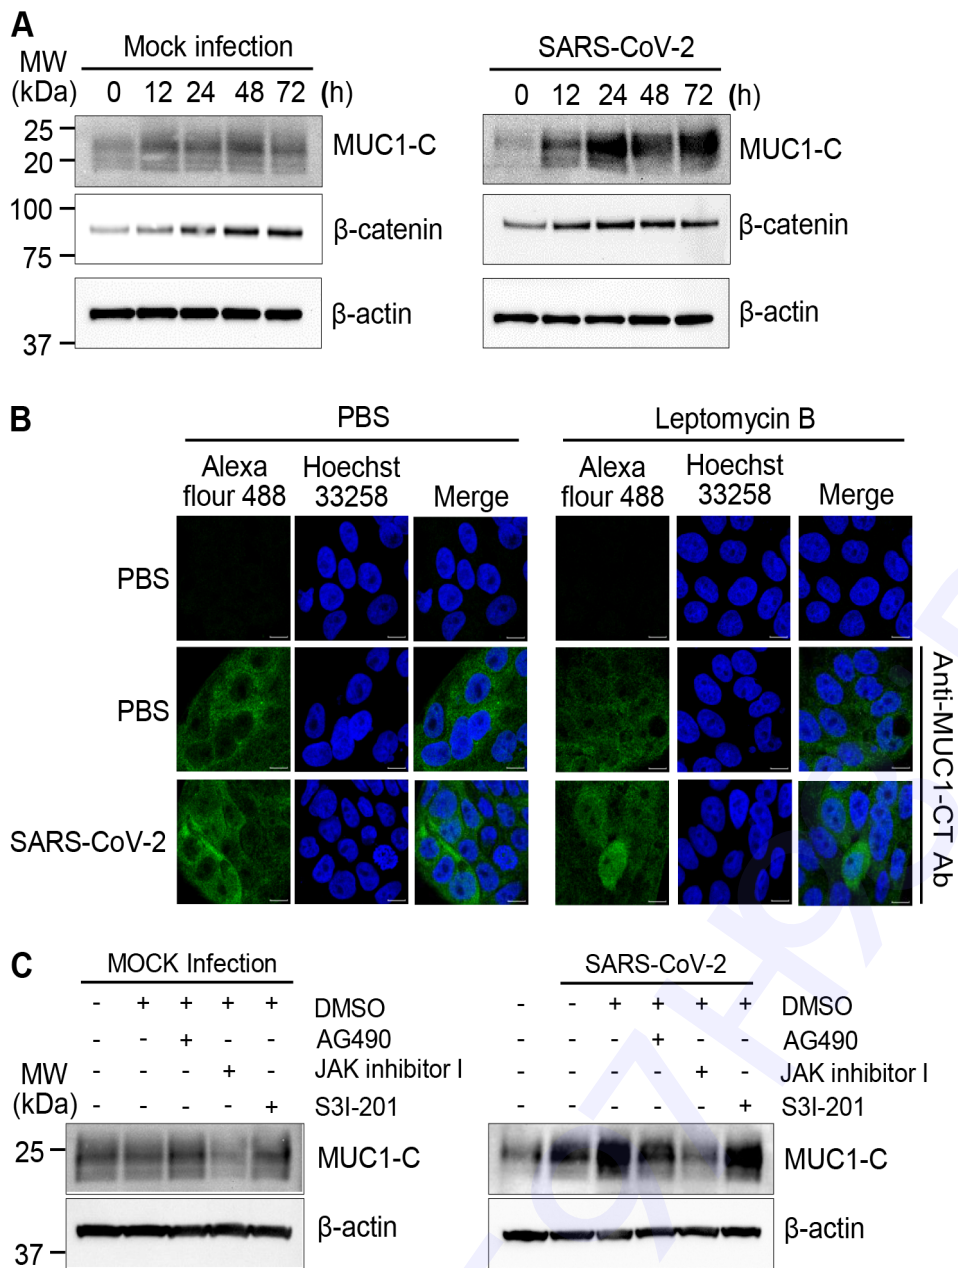 A
Mock infection
SARS-CoV-2
MW
(kDa)
0 12 24 48 72 (h)
0 12 24 48 72 (h)
25
20
MUC1-C
MUC1-C
100
75
β-catenin
β-catenin
37
β-actin
β-actin
B
PBS
Leptomycin B
Alexa
flour 488
Hoechst
33258
Merge
Alexa
flour 488
Hoechst
33258
Merge
PBS
PBS
SARS-CoV-2
Anti-MUC1-CT Ab
C
MOCK Infection
SARS-CoV-2
- + + + + DMSO
- - + - - AG490
- - - + - JAK inhibitor I
- - - - + S3I-201
- - + + + + DMSO
- - - + - - AG490
- - - - + - JAK inhibitor I
- - - - - + S3I-201
MW
(kDa)
25
MUC1-C
MUC1-C
37
β-actin
β-actin